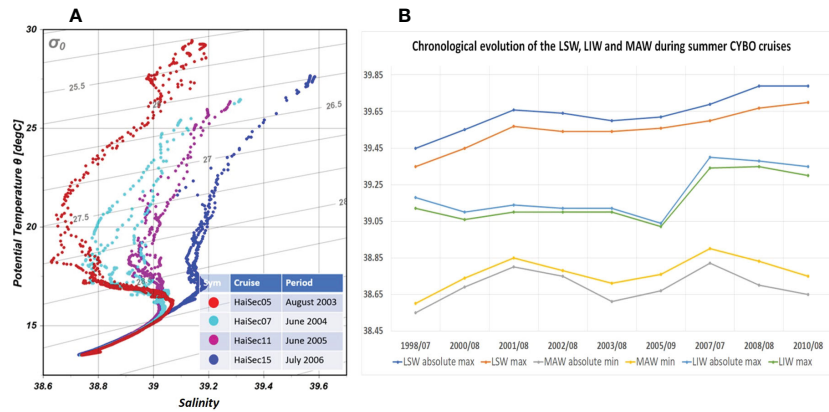 A
B
σ0
30
25
20
15
Potential Temperature θ [degC]
38.6
38.8
39
39.2
39.4
39.6
Salinity
25.5
26
26.5
27
27.5
28
28
Sym Cruise Period
HaiSec05 August 2003
HaiSec07 June 2004
HaiSec11 June 2005
HaiSec15 July 2006
Chronological evolution of the LSW, LIW and MAW during summer CYBO cruises
39.85
39.65
39.45
39.25
39.05
38.85
38.65
38.45
1998/07 2000/08 2001/08 2002/08 2003/08 2005/09 2007/07 2008/08 2010/08
LSW absolute max LSW max MAW absolute min MAW min LIW absolute max LIW max